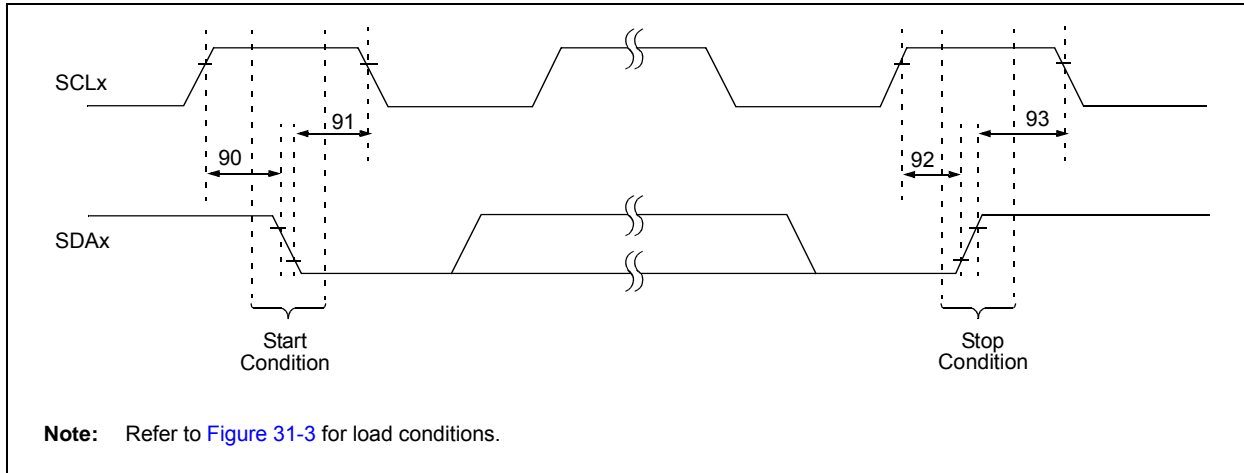 SCLx
91
93
90
92
SDAx
Start
Condition
Stop
Condition
Note: Refer to Figure 31-3 for load conditions.